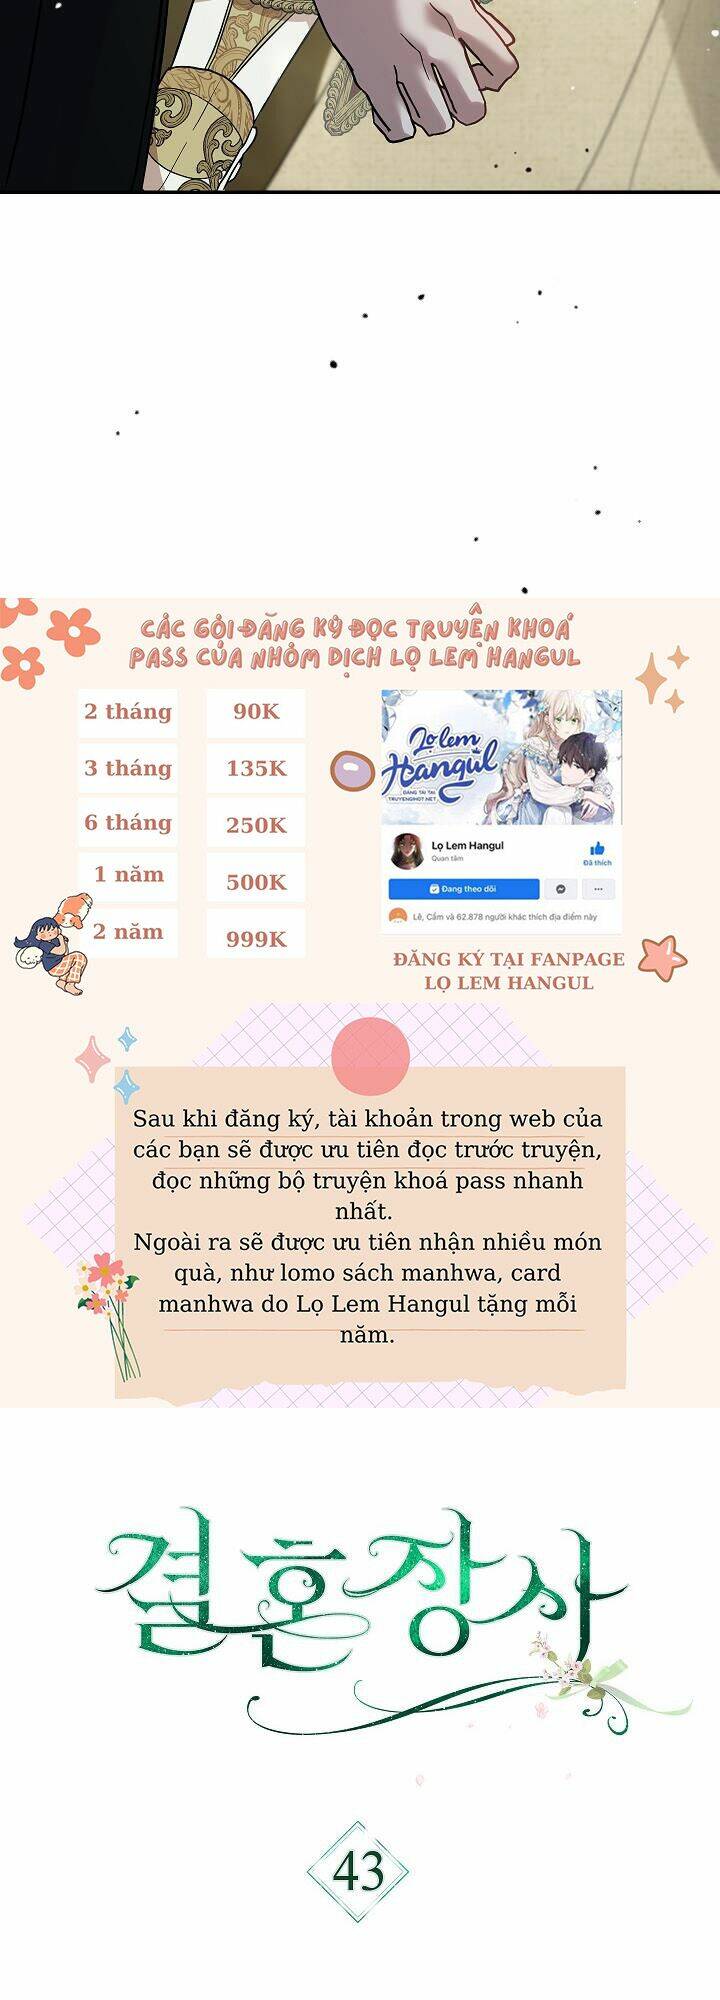 CÁC GÓI ĐĂNG KÝ ĐỌC TRUYỆN KHOÁ
PASS CỦA NHÓM DỊCH LỌ LEM HANGUL
2 tháng 90K
3 tháng 135K
6 tháng 250K
1 năm 500K
2 năm 999K
Lọ lem
Hangul
ĐĂNG TẢI TẠI
TRUYENGIHOT.NET
Lọ Lem Hangul
Quan tâm
Đã thích
Đang theo dõi
Lê, Cẩm và 62.878 người khác thích địa điểm này
ĐĂNG KÝ TẠI FANPAGE
LỌ LEM HANGUL
Sau khi đăng ký, tài khoản trong web của
các bạn sẽ được ưu tiên đọc trước truyện,
đọc những bộ truyện khoá pass nhanh
nhất.
Ngoài ra sẽ được ưu tiên nhận nhiều món
quà, như lomo sách manhwa, card
manhwa do Lọ Lem Hangul tặng mỗi
năm.
결혼장사
43